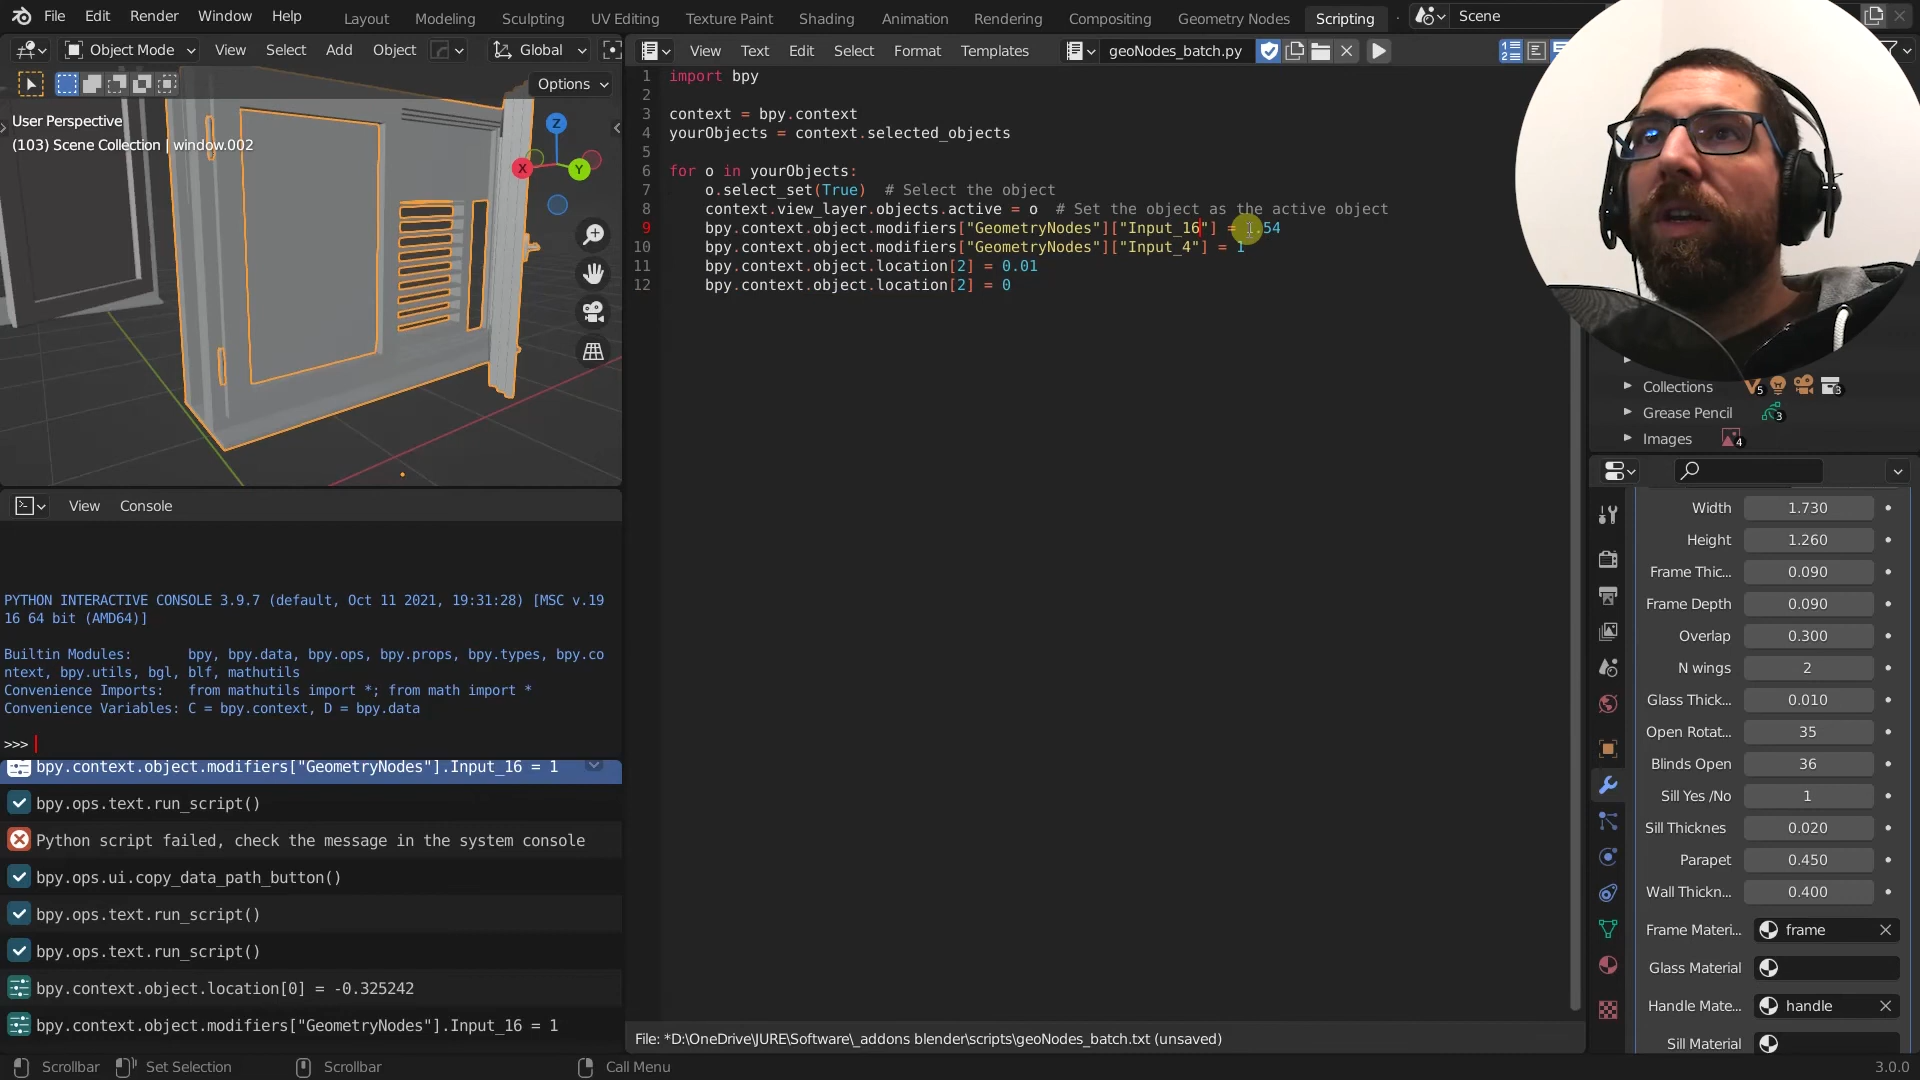 File Edit Render Window Help Layout Modeling Sculpting UV Editing Texture Paint Shading Animation Rendering Compositing Geometry Nodes Scripting Scene
Object Mode View Select Add Object Global View Text Edit Select Format Templates geoNodes_batch.py
Options
User Perspective
(103) Scene Collection | window.002
Z
X
Y
1 import bpy
2
3 context = bpy.context
4 yourObjects = context.selected_objects
5
6 for o in yourObjects:
7 o.select_set(True) # Select the object
8 context.view_layer.objects.active = o # Set the object as the active object
9 bpy.context.object.modifiers["GeometryNodes"]["Input_16"] = 1.54
10 bpy.context.object.modifiers["GeometryNodes"]["Input_4"] = 1
11 bpy.context.object.location[2] = 0.01
12 bpy.context.object.location[2] = 0
Collections 5 3
Grease Pencil 3
Images 4
View Console
PYTHON INTERACTIVE CONSOLE 3.9.7 (default, Oct 11 2021, 19:31:28) [MSC v.19
16 64 bit (AMD64)]
Builtin Modules: bpy, bpy.data, bpy.ops, bpy.props, bpy.types, bpy.co
ntext, bpy.utils, bgl, blf, mathutils
Convenience Imports: from mathutils import *; from math import *
Convenience Variables: C = bpy.context, D = bpy.data
>>>
bpy.context.object.modifiers["GeometryNodes"].Input_16 = 1
bpy.ops.text.run_script()
Python script failed, check the message in the system console
bpy.ops.ui.copy_data_path_button()
bpy.ops.text.run_script()
bpy.ops.text.run_script()
bpy.context.object.location[0] = -0.325242
bpy.context.object.modifiers["GeometryNodes"].Input_16 = 1
Width 1.730
Height 1.260
Frame Thic... 0.090
Frame Depth 0.090
Overlap 0.300
N wings 2
Glass Thick... 0.010
Open Rotat... 35
Blinds Open 36
Sill Yes /No 1
Sill Thicknes 0.020
Parapet 0.450
Wall Thickn... 0.400
Frame Materi... frame
Glass Material
Handle Mate... handle
Sill Material
File: *D:\OneDrive\JURE\Software\_addons blender\scripts\geoNodes_batch.txt (unsaved)
Scrollbar Set Selection Scrollbar Call Menu 3.0.0